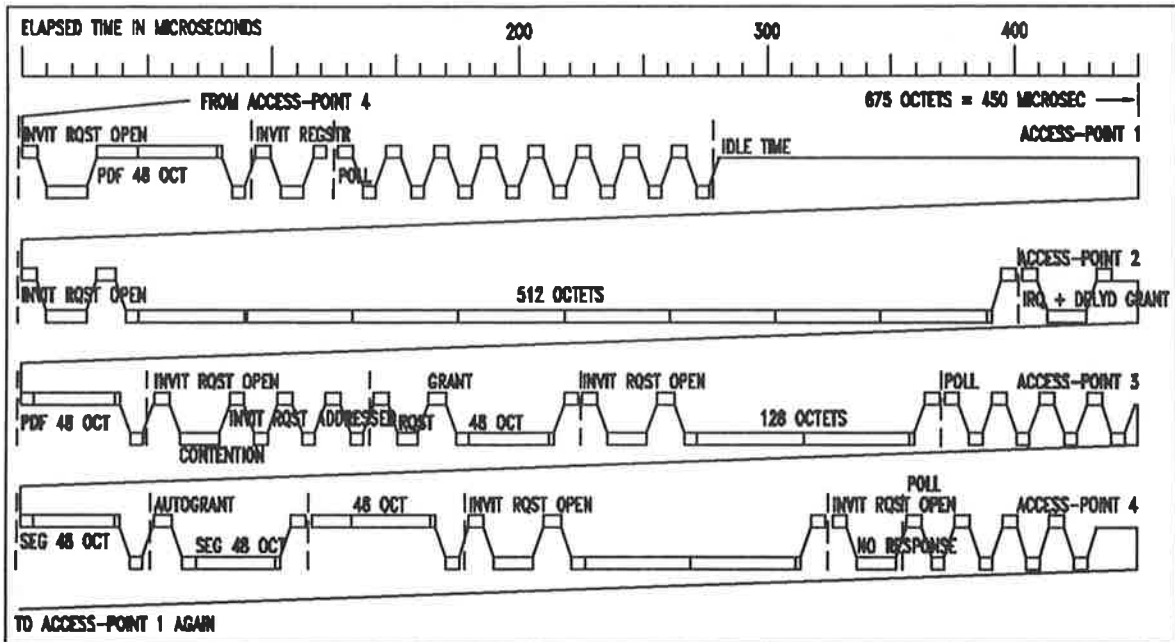 ELAPSED TIME IN MICROSECONDS 200 300 400
FROM ACCESS-POINT 4 675 OCTETS = 450 MICROSEC
INVIT RQST OPEN INVIT REGSTR ACCESS-POINT 1
IDLE TIME
PDF 48 OCT POLL
ACCESS-POINT 2
INVIT RQST OPEN 512 OCTETS IRQ + DPLYD GRANT
INVIT RQST OPEN GRANT INVIT RQST OPEN POLL ACCESS-POINT 3
PDF 48 OCT INVIT RQST ADDRESSED RQST 48 OCT 128 OCTETS
CONTENTION
POLL
AUTOGRANT 48 OCT INVIT RQST OPEN INVIT RQST OPEN ACCESS-POINT 4
SEG 48 OCT SEG 48 OCT NO RESPONSE
TO ACCESS-POINT 1 AGAIN